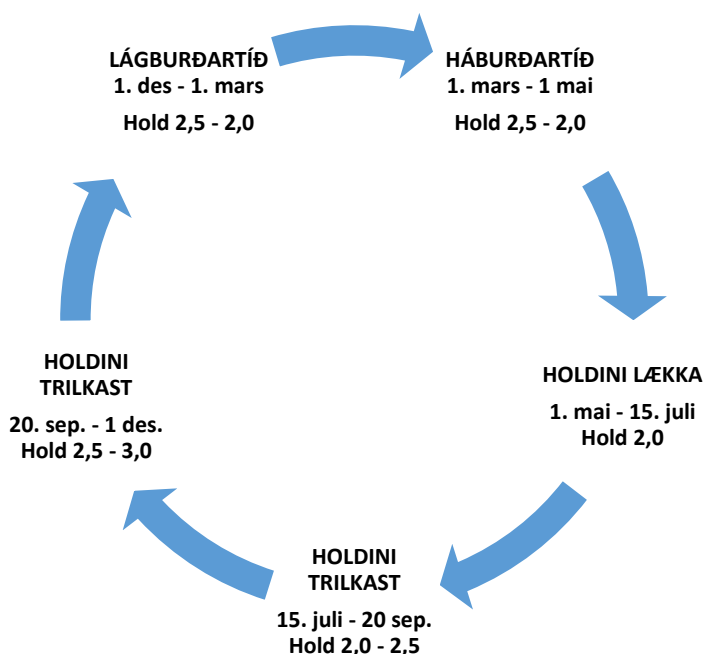 LÁGBURÐARTÍÐ
1. des - 1. mars
Hold 2,5 - 2,0
HÁBURÐARTÍÐ
1. mars - 1 mai
Hold 2,5 - 2,0
HOLDINI LÆKKA
1. mai - 15. juli
Hold 2,0
HOLDINI
TRILKAST
15. juli - 20 sep.
Hold 2,0 - 2,5
HOLDINI
TRILKAST
20. sep. - 1 des.
Hold 2,5 - 3,0